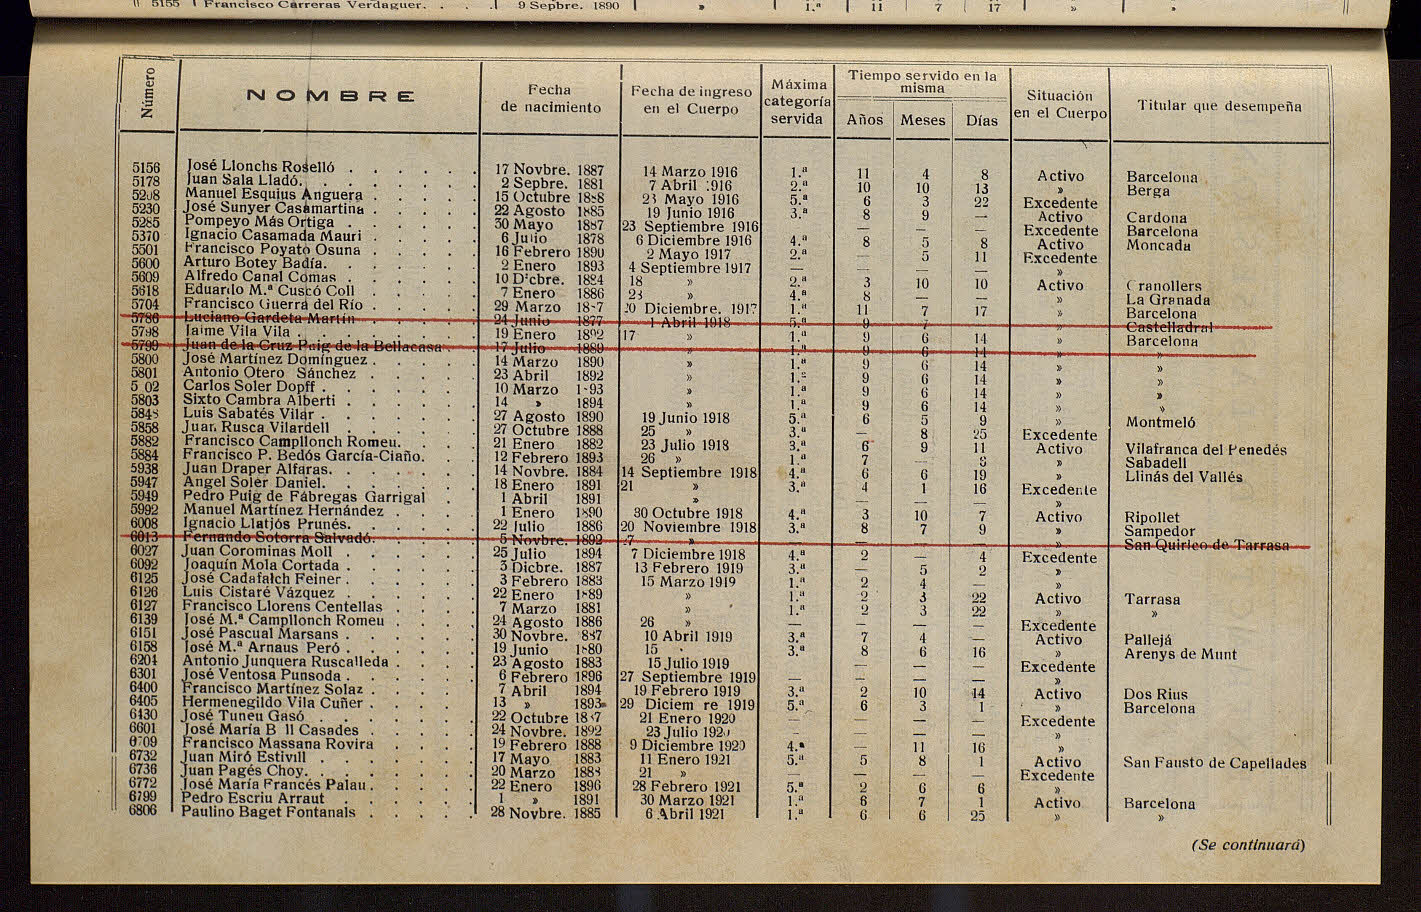 5155 Francisco Carreras Verdaguer. . . . 9 Sepbre. 1890 » 1.ª 11 7 17 » »
Número NOMBRE Fecha de nacimiento Fecha de ingreso en el Cuerpo Máxima categoría servida Tiempo servido en la misma Años Meses Días Situación en el Cuerpo Titular que desempeña
5156 José Llonchs Roselló 17 Novbre. 1887 14 Marzo 1916 1.ª 11 4 8 Activo Barcelona
5178 Juan Sala Lladó. 2 Sepbre. 1881 7 Abril 1916 2.ª 10 10 13 » Berga
5208 Manuel Esquius Anguera 15 Octubre 1888 23 Mayo 1916 5.ª 6 3 22 Excedente
5230 José Sunyer Casamartina 22 Agosto 1885 19 Junio 1916 3.ª 8 9 — Activo Cardona
5285 Pompeyo Más Ortiga 30 Mayo 1887 23 Septiembre 1916 — — — Excedente Barcelona
5370 Ignacio Casamada Mauri 6 Julio 1878 6 Diciembre 1916 4.ª 8 5 8 Activo Moncada
5501 Francisco Poyato Osuna 16 Febrero 1890 2 Mayo 1917 2.ª — 5 11 Excedente
5600 Arturo Botey Badía. 2 Enero 1893 4 Septiembre 1917 — — — — »
5609 Alfredo Canal Comas 10 Dicbre. 1884 18 » 2.ª 3 10 10 Activo Granollers
5618 Eduardo M.ª Cuscó Coll 7 Enero 1886 23 » 4.ª 8 — — » La Granada
5704 Francisco Guerra del Río 29 Marzo 1887 20 Diciembre. 1917 1.ª 11 7 17 » Barcelona
5786 Luciano Gardeta Martín 24 Junio 1877 1 Abril 1918 5.ª 9 7 — » Castelladral
5798 Jaime Vila Vila 19 Enero 1892 17 » 1.ª 9 6 14 » Barcelona
5799 Juan de la Cruz Puig de la Bellacasa 17 Julio 1889 » 1.ª 9 6 14 » »
5800 José Martínez Domínguez 14 Marzo 1890 » 1.ª 9 6 14 » »
5801 Antonio Otero Sánchez 23 Abril 1892 » 1.ª 9 6 14 » »
5802 Carlos Soler Dopff 10 Marzo 1893 » 1.ª 9 6 14 » »
5803 Sixto Cambra Alberti 14 » 1894 » 1.ª 9 6 14 » »
5848 Luis Sabatés Vilar 27 Agosto 1890 19 Junio 1918 5.ª 6 5 9 » Montmeló
5858 Juan Rusca Vilardell 27 Octubre 1888 25 » 3.ª — 8 25 Excedente
5882 Francisco Campllonch Romeu. 21 Enero 1882 23 Julio 1918 3.ª 6 9 11 Activo Vilafranca del Penedés
5884 Francisco P. Bedós García-Ciaño. 12 Febrero 1893 26 » 1.ª 7 — 3 » Sabadell
5938 Juan Draper Alfaras. 14 Novbre. 1884 14 Septiembre 1918 4.ª 6 6 19 » Llinás del Vallés
5947 Angel Soler Daniel. 18 Enero 1891 21 » 3.ª 4 1 16 Excedente
5949 Pedro Puig de Fábregas Garrigal 1 Abril 1891 » — — — »
5992 Manuel Martínez Hernández 1 Enero 1890 30 Octubre 1918 4.ª 3 10 7 Activo Ripollet
6008 Ignacio Llatjós Prunés. 22 Julio 1886 20 Noviembre 1918 3.ª 8 7 9 » Sampedor
6013 Fernando Sotorra Salvadó. 5 Novbre. 1892 27 » — — — » San Quirico de Tarrasa
6027 Juan Corominas Moll 25 Julio 1894 7 Diciembre 1918 4.ª 2 — 4 Excedente
6092 Joaquín Mola Cortada 3 Dicbre. 1887 13 Febrero 1919 3.ª — 5 2 »
6125 José Cadafalch Feiner 3 Febrero 1883 15 Marzo 1919 1.ª 2 4 — »
6126 Luis Cistaré Vázquez 22 Enero 1889 » 1.ª 2 3 22 Activo Tarrasa
6127 Francisco Llorens Centellas 7 Marzo 1881 » 1.ª 2 3 22 » »
6139 José M.ª Campllonch Romeu 24 Agosto 1886 26 » — — — — Excedente
6151 José Pascual Marsans 30 Novbre. 1887 10 Abril 1919 3.ª 7 4 — Activo Pallejá
6158 José M.ª Arnaus Peró 19 Junio 1880 15 » 3.ª 8 6 16 » Arenys de Munt
6204 Antonio Junquera Ruscalleda 23 Agosto 1883 15 Julio 1919 — — — Excedente
6301 José Ventosa Punsoda 6 Febrero 1896 27 Septiembre 1919 — — — — »
6400 Francisco Martínez Solaz 7 Abril 1894 19 Febrero 1919 3.ª 2 10 14 Activo Dos Rius
6405 Hermenegildo Vila Cuñer 13 » 1893 29 Diciem re 1919 5.ª 6 3 1 » Barcelona
6430 José Tuneu Gasó 22 Octubre 1887 21 Enero 1920 — — — — Excedente
6601 José María B ll Casades 24 Novbre. 1892 23 Julio 1920 — — — »
6709 Francisco Massana Rovira 19 Febrero 1888 9 Diciembre 1920 4.ª — 11 16 »
6732 Juan Miró Estivill 17 Mayo 1883 11 Enero 1921 5.ª 5 8 1 Activo San Fausto de Capellades
6736 Juan Pagés Choy. 20 Marzo 1888 21 » — — — — Excedente
6772 José María Francés Palau. 22 Enero 1896 28 Febrero 1921 5.ª 2 6 6 »
6799 Pedro Escriu Arraut 1 » 1891 30 Marzo 1921 1.ª 6 7 1 Activo Barcelona
6806 Paulino Baget Fontanals 28 Novbre. 1885 6 Abril 1921 1.ª 6 6 25 » »
(Se continuará)